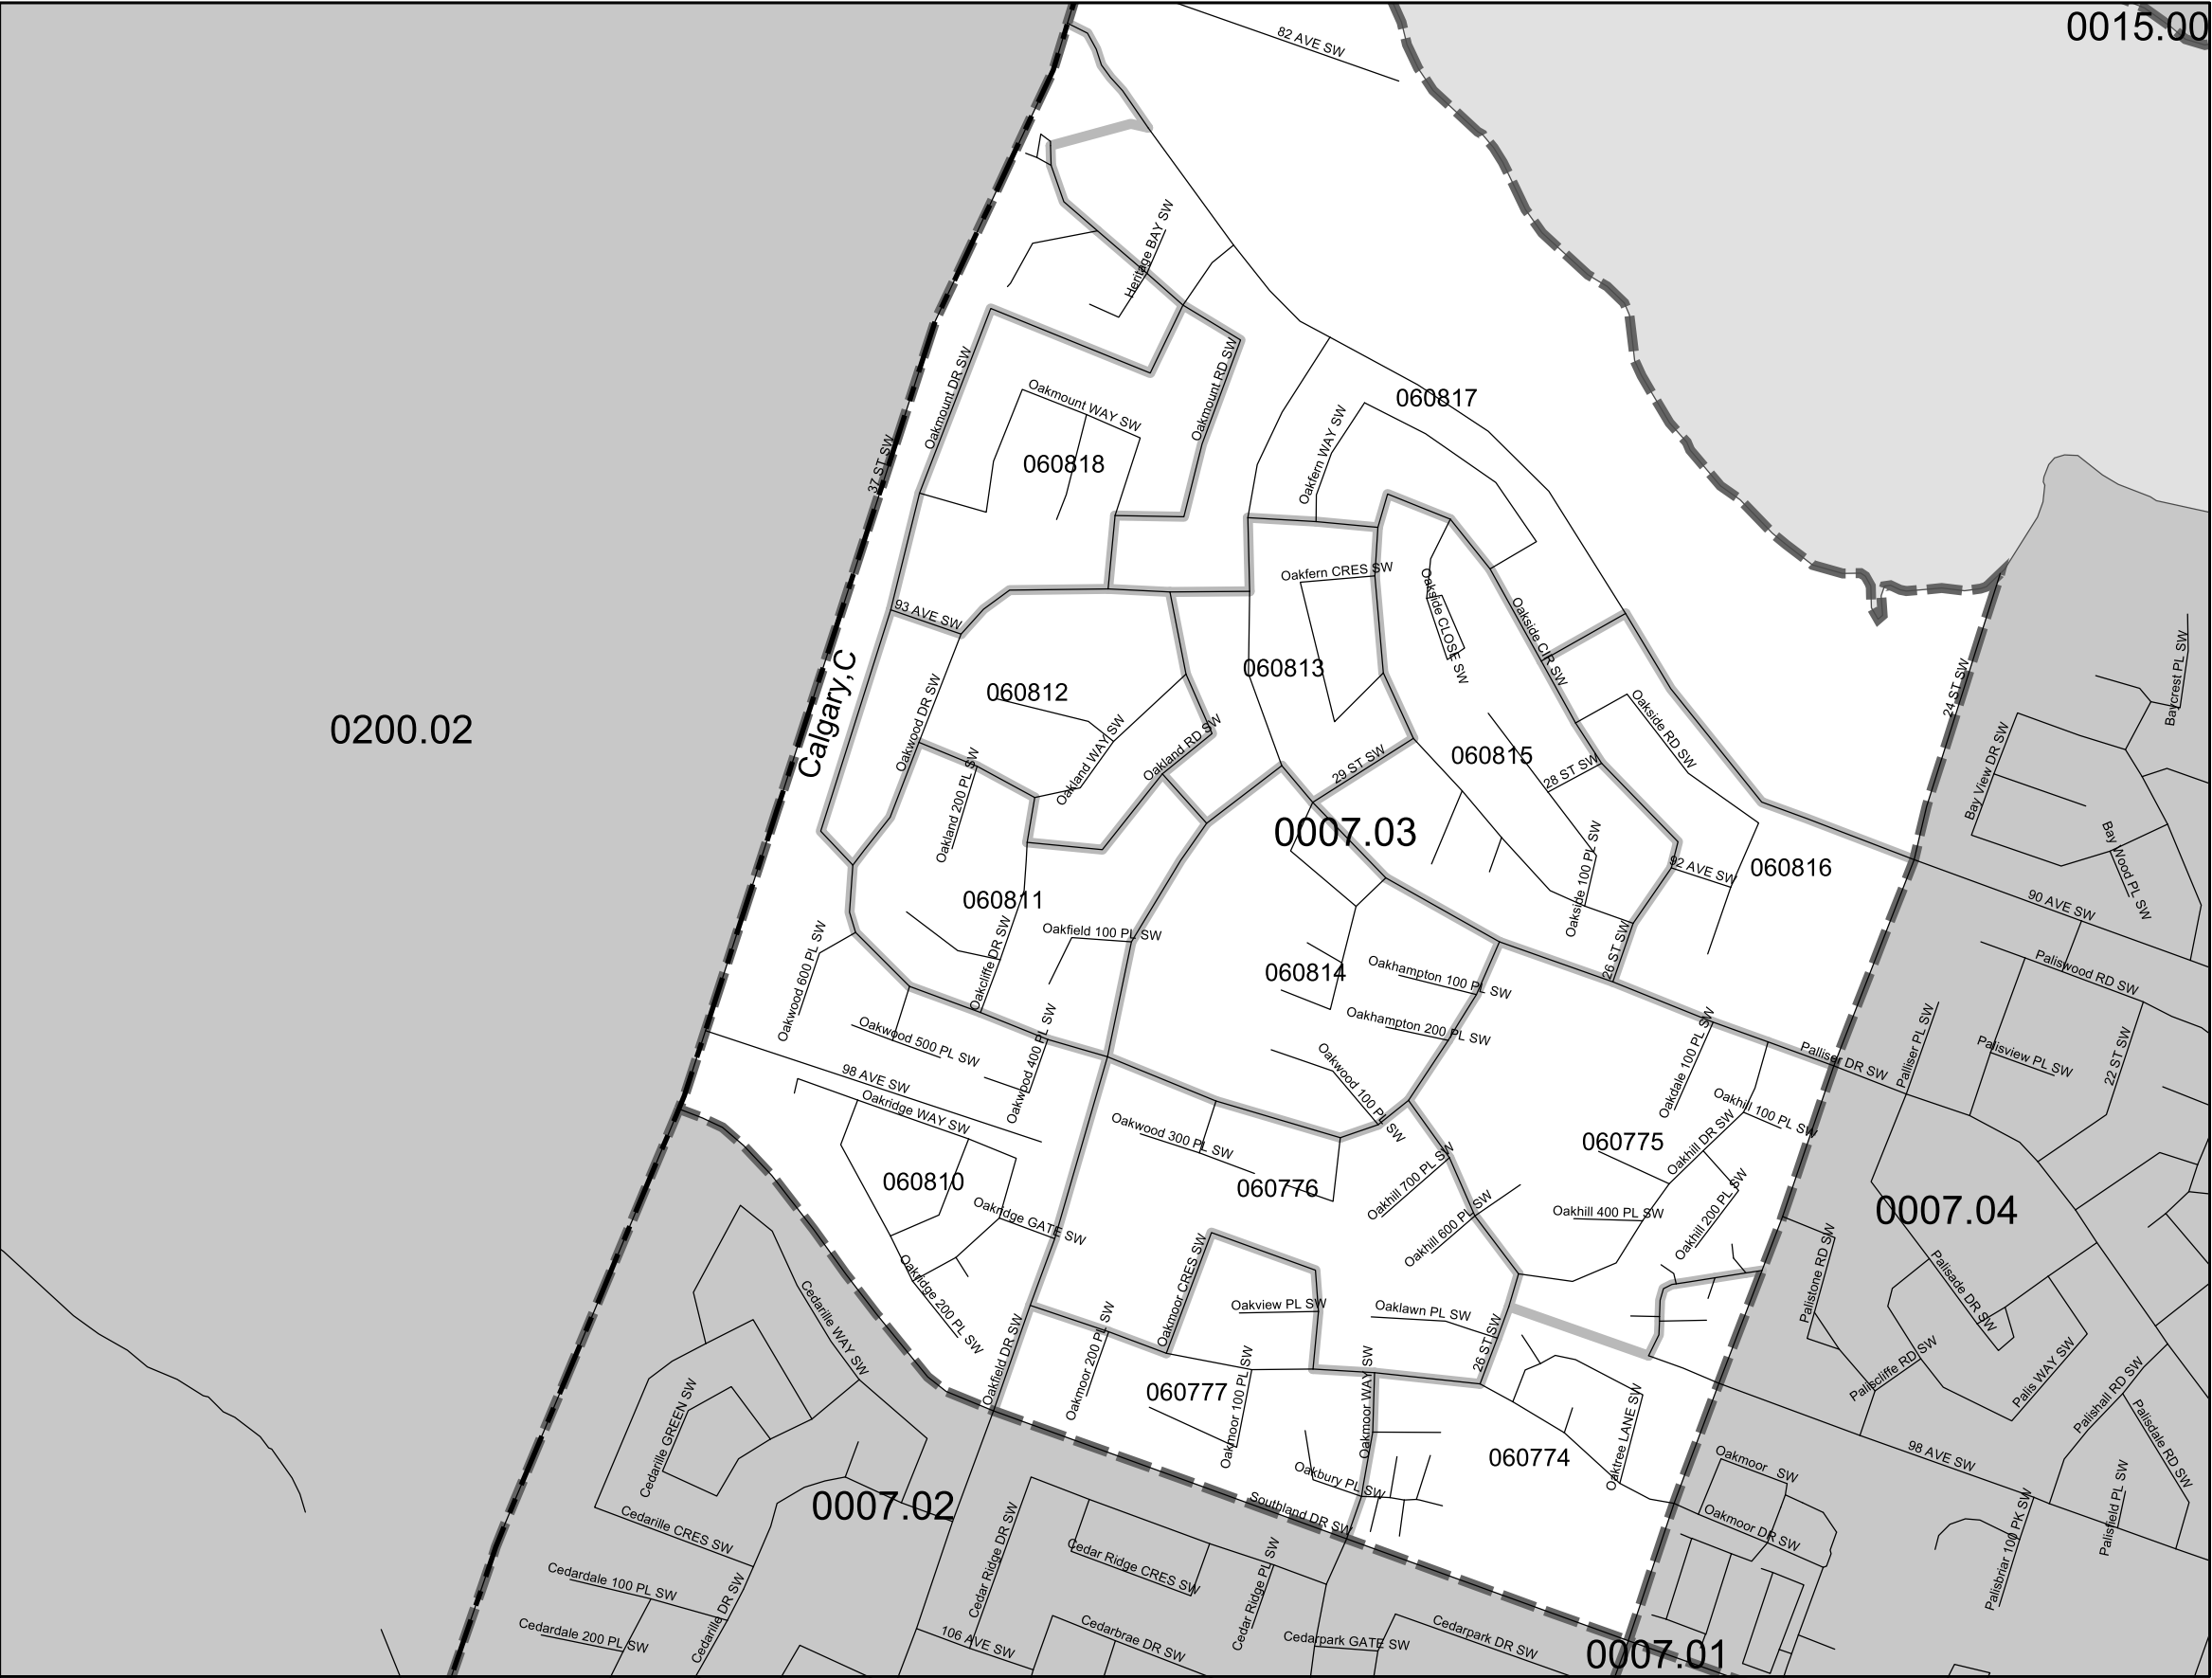 0015.00
82 AVE SW
Heritage BAY SW
Oakmount DR SW
Oakmount RD SW
Oakmount WAY SW
060817
Oakfern WAY SW
37 ST SW
060818
Oakfern CRES SW
Oakside CLOSE SW
Oakside CIR SW
93 AVE SW
24 ST SW
Baycrest PL SW
0200.02
Calgary,C
Oakwood DR SW
060812
060813
Oakside RD SW
Oakland WAY SW
Oakland RD SW
29 ST SW
060815
28 ST SW
Bay View DR SW
Oakland 200 PL SW
0007.03
Bay Wood PL SW
Oakside 100 PL SW
92 AVE SW
060816
060811
90 AVE SW
Oakwood 600 PL SW
Oakcliffe DR SW
Oakfield 100 PL SW
060814
Oakhampton 100 PL SW
26 ST SW
Paliswood RD SW
Oakwood 500 PL SW
Oakwood 400 PL SW
Oakhampton 200 PL SW
Oakwood 100 PL SW
Oakdale 100 PL SW
Palliser DR SW
Palliser PL SW
Palisview PL SW
22 ST SW
98 AVE SW
Oakridge WAY SW
Oakwood 300 PL SW
Oakhill 700 PL SW
060775
Oakhill DR SW
Oakhill 100 PL SW
060810
060776
Oakhill 600 PL SW
Oakhill 400 PL SW
Oakhill 200 PL SW
0007.04
Oakridge GATE SW
Oakridge 200 PL SW
Oakmoor CRES SW
Oakview PL SW
Oaklawn PL SW
26 ST SW
Palistone RD SW
Palisade DR SW
Cedarille WAY SW
Oakfield DR SW
Oakmoor 200 PL SW
060777
Oakmoor 100 PL SW
Oakmoor WAY SW
Oaktree LANE SW
Paliscliffe RD SW
Palis WAY SW
Palishall RD SW
Palisdale RD SW
Cedarille GREEN SW
Oakbury PL SW
060774
Oakmoor SW
98 AVE SW
0007.02
Southland DR SW
Oakmoor DR SW
Palisbriar 100 PK SW
Palisfield PL SW
Cedarille CRES SW
Cedar Ridge DR SW
Cedar Ridge CRES SW
Cedar Ridge PL SW
Cedardale 100 PL SW
Cedarille DR SW
Cedardale 200 PL SW
106 AVE SW
Cedarbrae DR SW
Cedarpark GATE SW
Cedarpark DR SW
0007.01